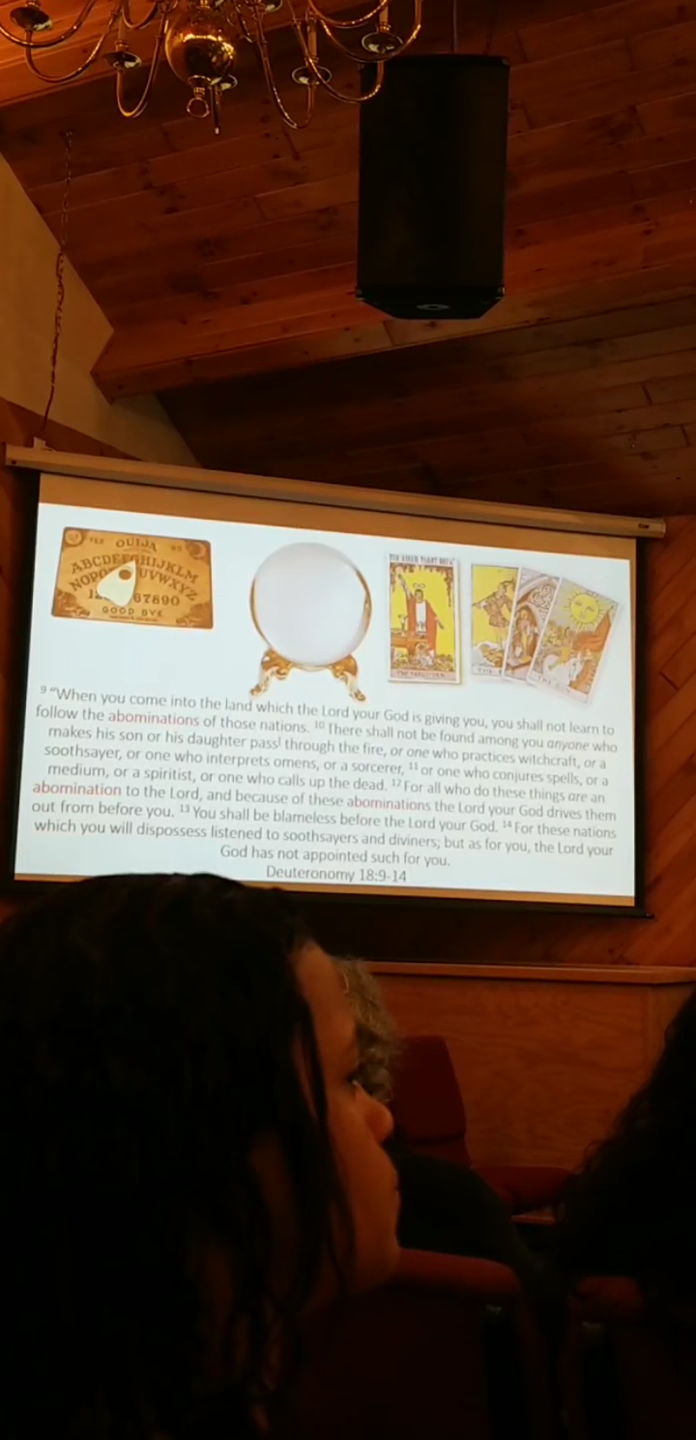 OUIJA
ABCDEFGHIJKLM
NOPQ UVWXYZ
67890
GOOD BYE
9 "When you come into the land which the Lord your God is giving you, you shall not learn to
follow the abominations of those nations. 10 There shall not be found among you anyone who
makes his son or his daughter pass¹ through the fire, or one who practices witchcraft, or a
soothsayer, or one who interprets omens, or a sorcerer, 11 or one who conjures spells, or a
medium, or a spiritist, or one who calls up the dead. 12 For all who do these things are an
abomination to the Lord, and because of these abominations the Lord your God drives them
out from before you. 13 You shall be blameless before the Lord your God. 14 For these nations
which you will dispossess listened to soothsayers and diviners; but as for you, the Lord your
God has not appointed such for you.
Deuteronomy 18:9-14